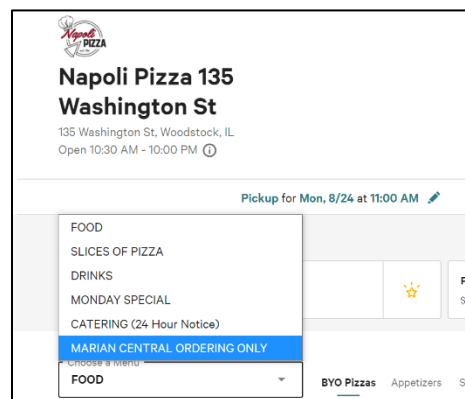 Napoli
PIZZA
Napoli Pizza 135
Washington St
135 Washington St, Woodstock, IL
Open 10:30 AM - 10:00 PM
Pickup for Mon, 8/24 at 11:00 AM
FOOD
SLICES OF PIZZA
DRINKS
MONDAY SPECIAL
CATERING (24 Hour Notice)
MARIAN CENTRAL ORDERING ONLY
Choose a Menu
FOOD
BYO Pizzas Appetizers